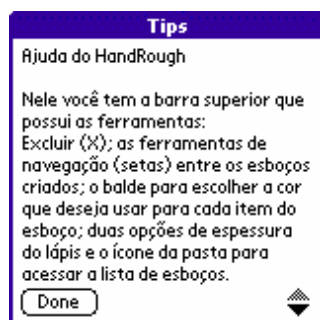 Tips
Ajuda do HandRough
Nele você tem a barra superior que
possui as ferramentas:
Excluir (X); as ferramentas de
navegação (setas) entre os esboços
criados; o balde para escolher a cor
que deseja usar para cada item do
esboço; duas opções de espessura
do lápis e o ícone da pasta para
acessar a lista de esboços.
Done